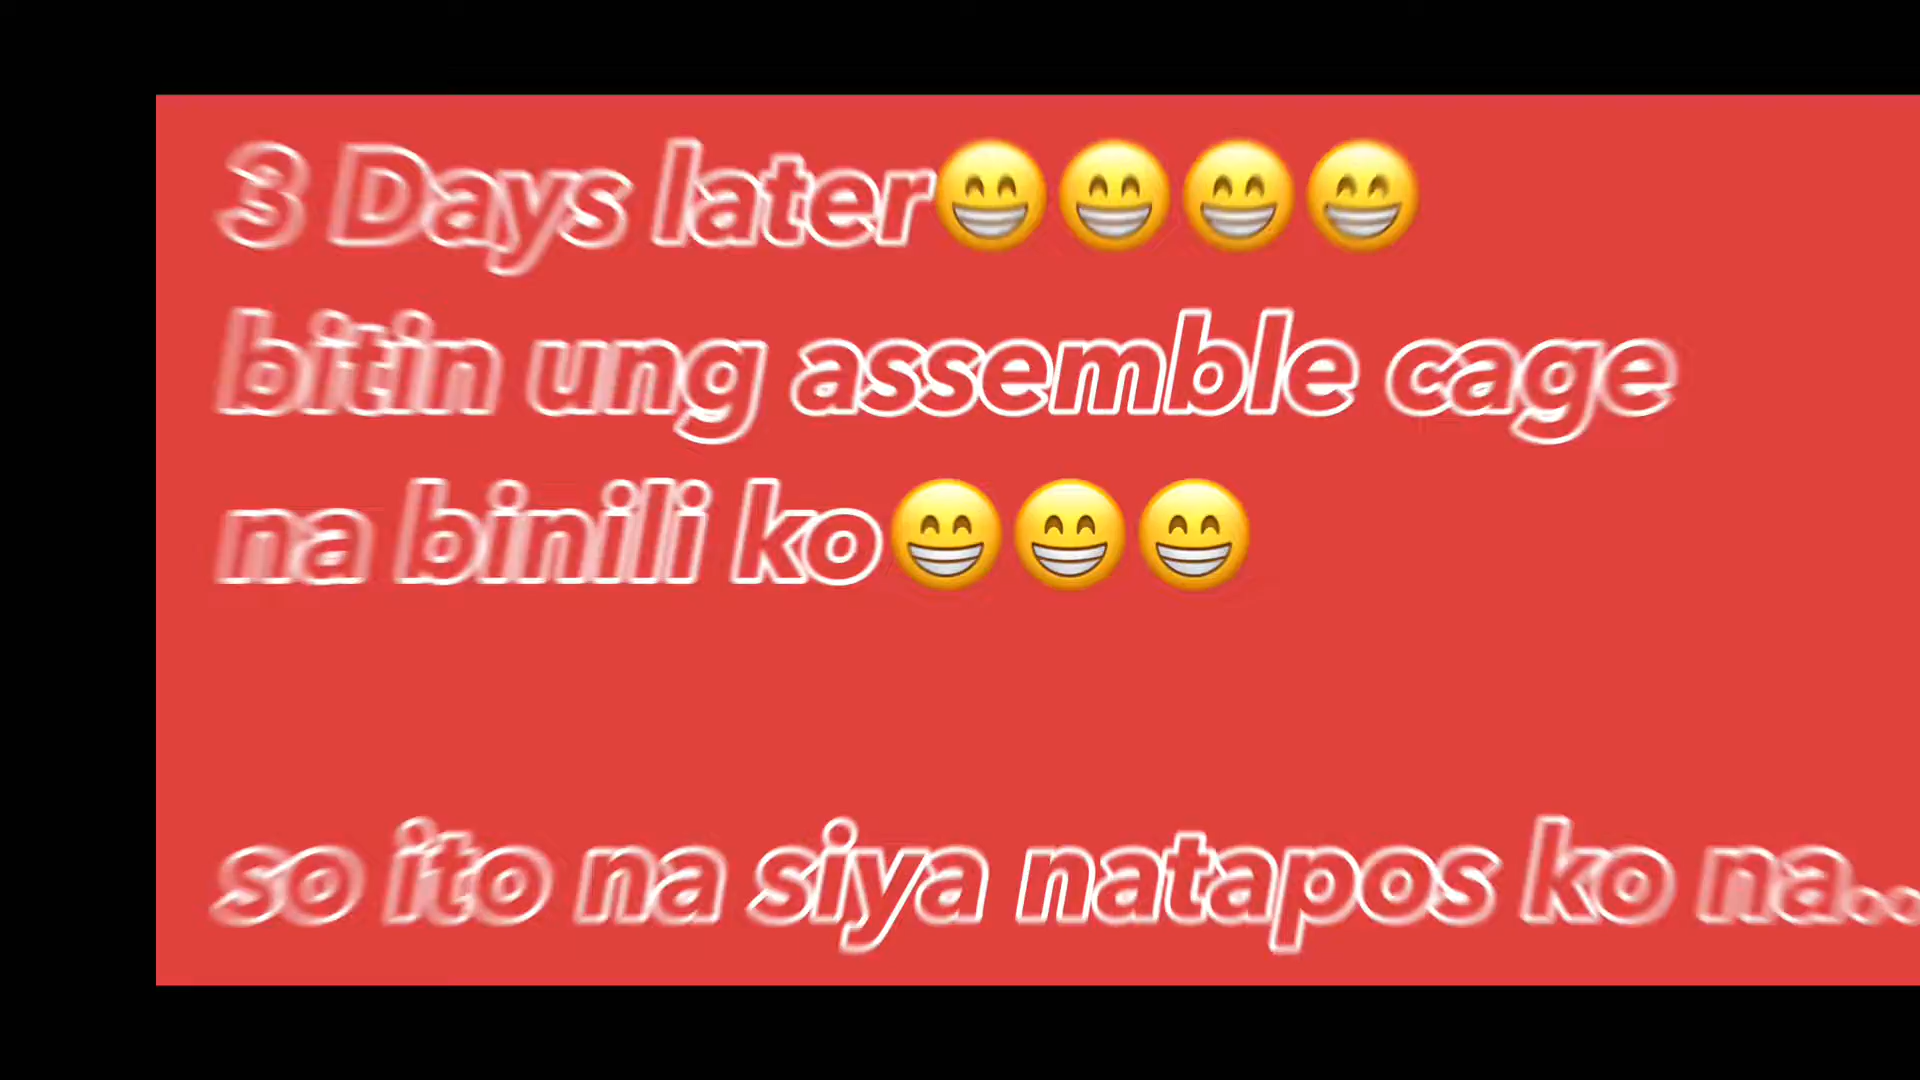 3 Days later😁😁😁😁
bitin ung assemble cage
na binili ko😁😁😁
so ito na siya natapos ko na..